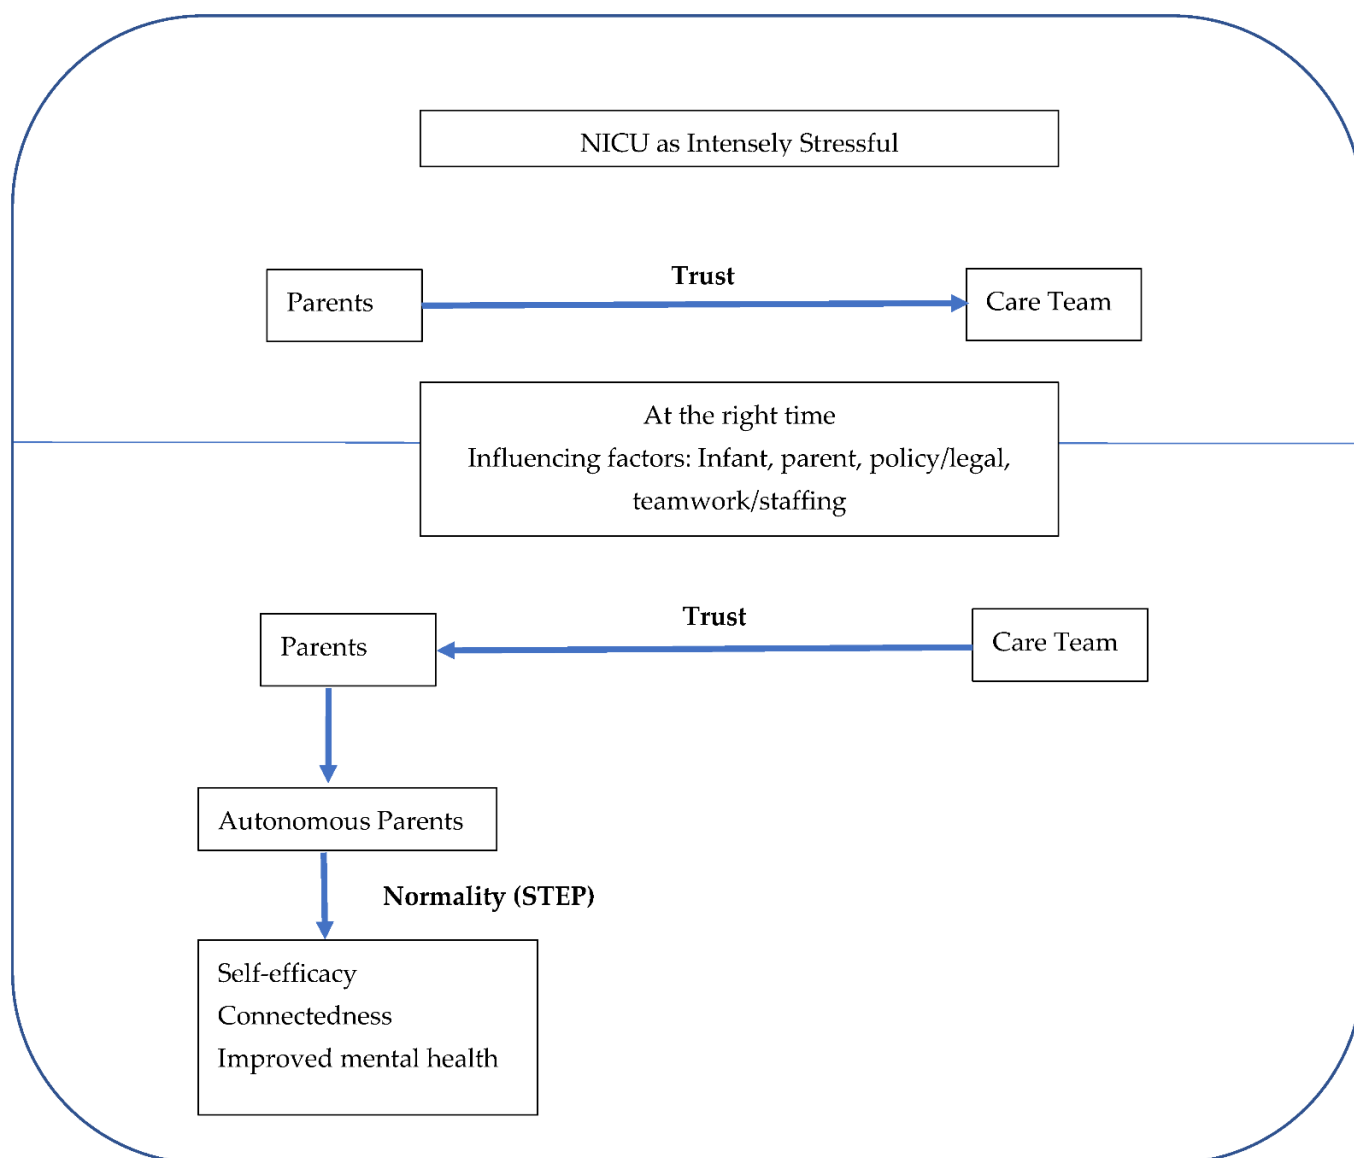 NICU as Intensely Stressful
Trust
Parents
Care Team
At the right time
Influencing factors: Infant, parent, policy/legal,
teamwork/staffing
Trust
Parents
Care Team
Autonomous Parents
Normality (STEP)
Self-efficacy
Connectedness
Improved mental health